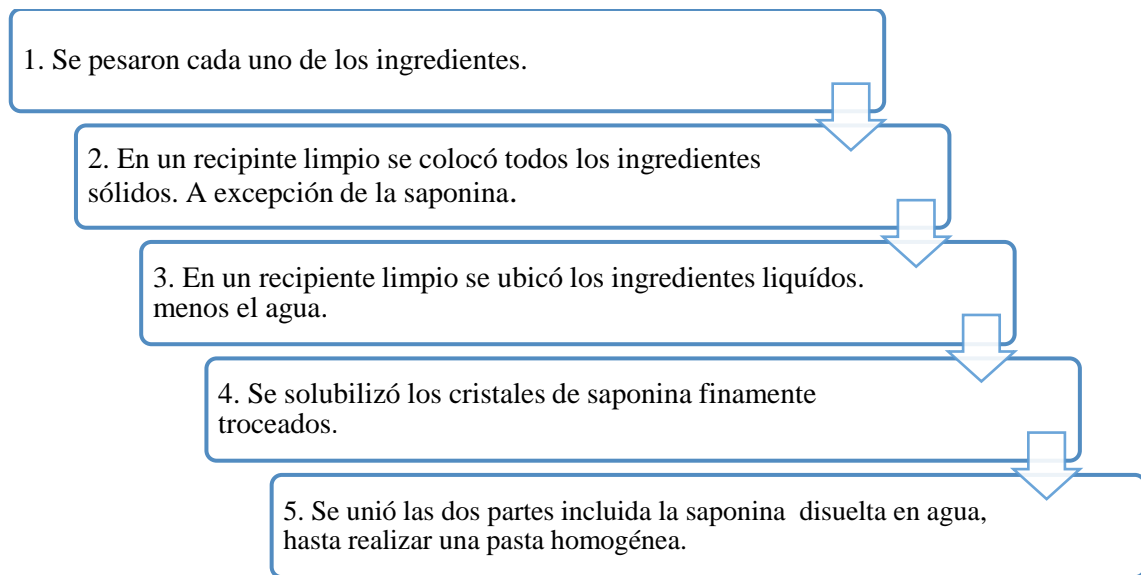 1. Se pesaron cada uno de los ingredientes.
2. En un recipinte limpio se colocó todos los ingredientes
sólidos. A excepción de la saponina.
3. En un recipiente limpio se ubicó los ingredientes liquídos.
menos el agua.
4. Se solubilizó los cristales de saponina finamente
troceados.
5. Se unió las dos partes incluida la saponina disuelta en agua,
hasta realizar una pasta homogénea.